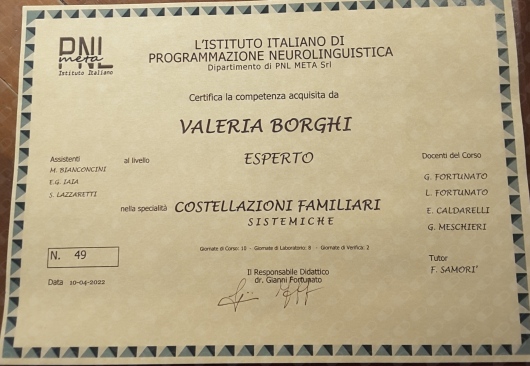 PNL
meta
Istituto Italiano
L'ISTITUTO ITALIANO DI
PROGRAMMAZIONE NEUROLINGUISTICA
Dipartimento di PNL META Srl
Certifica la competenza acquisita da
VALERIA BORGHI
Assistenti
M. BIANCONCINI
E.G. IAIA
S. LAZZARETTI
al livello
ESPERTO
Docenti del Corso
G. FORTUNATO
L. FORTUNATO
E. CALDARELLI
G. MESCHIERI
nella specialità
COSTELLAZIONI FAMILIARI
SISTEMICHE
Giornate di Corso: 10 - Giornate di Laboratorio: 8 - Giornate di Verifica: 2
N. 49
Data 10-04-2022
Il Responsabile Didattico
dr. Gianni Fortunato
Tutor
F. SAMORI'